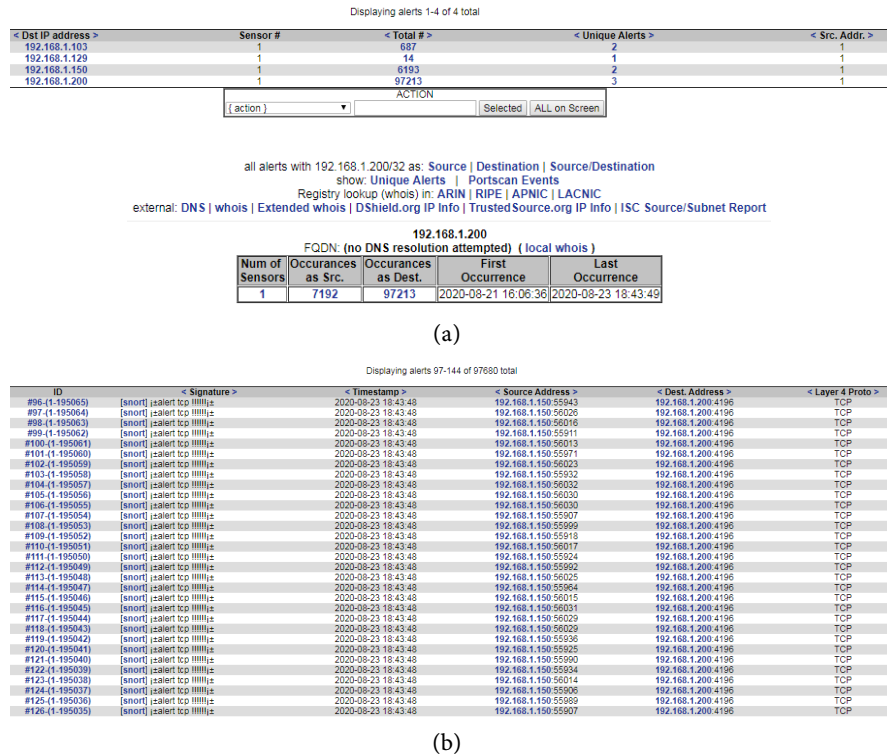 Displaying alerts 1-4 of 4 total
< Dst IP address > Sensor # < Total # > < Unique Alerts > < Src. Addr. >
192.168.1.103 1 687 2 1
192.168.1.129 1 14 1 1
192.168.1.150 1 6193 2 1
192.168.1.200 1 97213 3 1
ACTION
{ action } Selected ALL on Screen
all alerts with 192.168.1.200/32 as: Source | Destination | Source/Destination
show: Unique Alerts | Portscan Events
Registry lookup (whois) in: ARIN | RIPE | APNIC | LACNIC
external: DNS | whois | Extended whois | DShield.org IP Info | TrustedSource.org IP Info | ISC Source/Subnet Report
192.168.1.200
FQDN: (no DNS resolution attempted) ( local whois )
Num of Occurances Occurances First Last
Sensors as Src. as Dest. Occurrence Occurrence
1 7192 97213 2020-08-21 16:06:36 2020-08-23 18:43:49
(a)
Displaying alerts 97-144 of 97680 total
ID < Signature > < Timestamp > < Source Address > < Dest. Address > < Layer 4 Proto >
#96-(1-195065) [snort] ¡±alert tcp !!!!!!¡± 2020-08-23 18:43:48 192.168.1.150:55943 192.168.1.200:4196 TCP
#97-(1-195064) [snort] ¡±alert tcp !!!!!!¡± 2020-08-23 18:43:48 192.168.1.150:56026 192.168.1.200:4196 TCP
#98-(1-195063) [snort] ¡±alert tcp !!!!!!¡± 2020-08-23 18:43:48 192.168.1.150:56016 192.168.1.200:4196 TCP
#99-(1-195062) [snort] ¡±alert tcp !!!!!!¡± 2020-08-23 18:43:48 192.168.1.150:55911 192.168.1.200:4196 TCP
#100-(1-195061) [snort] ¡±alert tcp !!!!!!¡± 2020-08-23 18:43:48 192.168.1.150:56013 192.168.1.200:4196 TCP
#101-(1-195060) [snort] ¡±alert tcp !!!!!!¡± 2020-08-23 18:43:48 192.168.1.150:55971 192.168.1.200:4196 TCP
#102-(1-195059) [snort] ¡±alert tcp !!!!!!¡± 2020-08-23 18:43:48 192.168.1.150:56023 192.168.1.200:4196 TCP
#103-(1-195058) [snort] ¡±alert tcp !!!!!!¡± 2020-08-23 18:43:48 192.168.1.150:55932 192.168.1.200:4196 TCP
#104-(1-195057) [snort] ¡±alert tcp !!!!!!¡± 2020-08-23 18:43:48 192.168.1.150:56032 192.168.1.200:4196 TCP
#105-(1-195056) [snort] ¡±alert tcp !!!!!!¡± 2020-08-23 18:43:48 192.168.1.150:56030 192.168.1.200:4196 TCP
#106-(1-195055) [snort] ¡±alert tcp !!!!!!¡± 2020-08-23 18:43:48 192.168.1.150:56030 192.168.1.200:4196 TCP
#107-(1-195054) [snort] ¡±alert tcp !!!!!!¡± 2020-08-23 18:43:48 192.168.1.150:55907 192.168.1.200:4196 TCP
#108-(1-195053) [snort] ¡±alert tcp !!!!!!¡± 2020-08-23 18:43:48 192.168.1.150:55999 192.168.1.200:4196 TCP
#109-(1-195052) [snort] ¡±alert tcp !!!!!!¡± 2020-08-23 18:43:48 192.168.1.150:55918 192.168.1.200:4196 TCP
#110-(1-195051) [snort] ¡±alert tcp !!!!!!¡± 2020-08-23 18:43:48 192.168.1.150:56017 192.168.1.200:4196 TCP
#111-(1-195050) [snort] ¡±alert tcp !!!!!!¡± 2020-08-23 18:43:48 192.168.1.150:55924 192.168.1.200:4196 TCP
#112-(1-195049) [snort] ¡±alert tcp !!!!!!¡± 2020-08-23 18:43:48 192.168.1.150:55992 192.168.1.200:4196 TCP
#113-(1-195048) [snort] ¡±alert tcp !!!!!!¡± 2020-08-23 18:43:48 192.168.1.150:56025 192.168.1.200:4196 TCP
#114-(1-195047) [snort] ¡±alert tcp !!!!!!¡± 2020-08-23 18:43:48 192.168.1.150:55964 192.168.1.200:4196 TCP
#115-(1-195046) [snort] ¡±alert tcp !!!!!!¡± 2020-08-23 18:43:48 192.168.1.150:56015 192.168.1.200:4196 TCP
#116-(1-195045) [snort] ¡±alert tcp !!!!!!¡± 2020-08-23 18:43:48 192.168.1.150:56031 192.168.1.200:4196 TCP
#117-(1-195044) [snort] ¡±alert tcp !!!!!!¡± 2020-08-23 18:43:48 192.168.1.150:56029 192.168.1.200:4196 TCP
#118-(1-195043) [snort] ¡±alert tcp !!!!!!¡± 2020-08-23 18:43:48 192.168.1.150:56029 192.168.1.200:4196 TCP
#119-(1-195042) [snort] ¡±alert tcp !!!!!!¡± 2020-08-23 18:43:48 192.168.1.150:55936 192.168.1.200:4196 TCP
#120-(1-195041) [snort] ¡±alert tcp !!!!!!¡± 2020-08-23 18:43:48 192.168.1.150:55925 192.168.1.200:4196 TCP
#121-(1-195040) [snort] ¡±alert tcp !!!!!!¡± 2020-08-23 18:43:48 192.168.1.150:55990 192.168.1.200:4196 TCP
#122-(1-195039) [snort] ¡±alert tcp !!!!!!¡± 2020-08-23 18:43:48 192.168.1.150:55934 192.168.1.200:4196 TCP
#123-(1-195038) [snort] ¡±alert tcp !!!!!!¡± 2020-08-23 18:43:48 192.168.1.150:56014 192.168.1.200:4196 TCP
#124-(1-195037) [snort] ¡±alert tcp !!!!!!¡± 2020-08-23 18:43:48 192.168.1.150:55906 192.168.1.200:4196 TCP
#125-(1-195036) [snort] ¡±alert tcp !!!!!!¡± 2020-08-23 18:43:48 192.168.1.150:55989 192.168.1.200:4196 TCP
#126-(1-195035) [snort] ¡±alert tcp !!!!!!¡± 2020-08-23 18:43:48 192.168.1.150:55907 192.168.1.200:4196 TCP
(b)